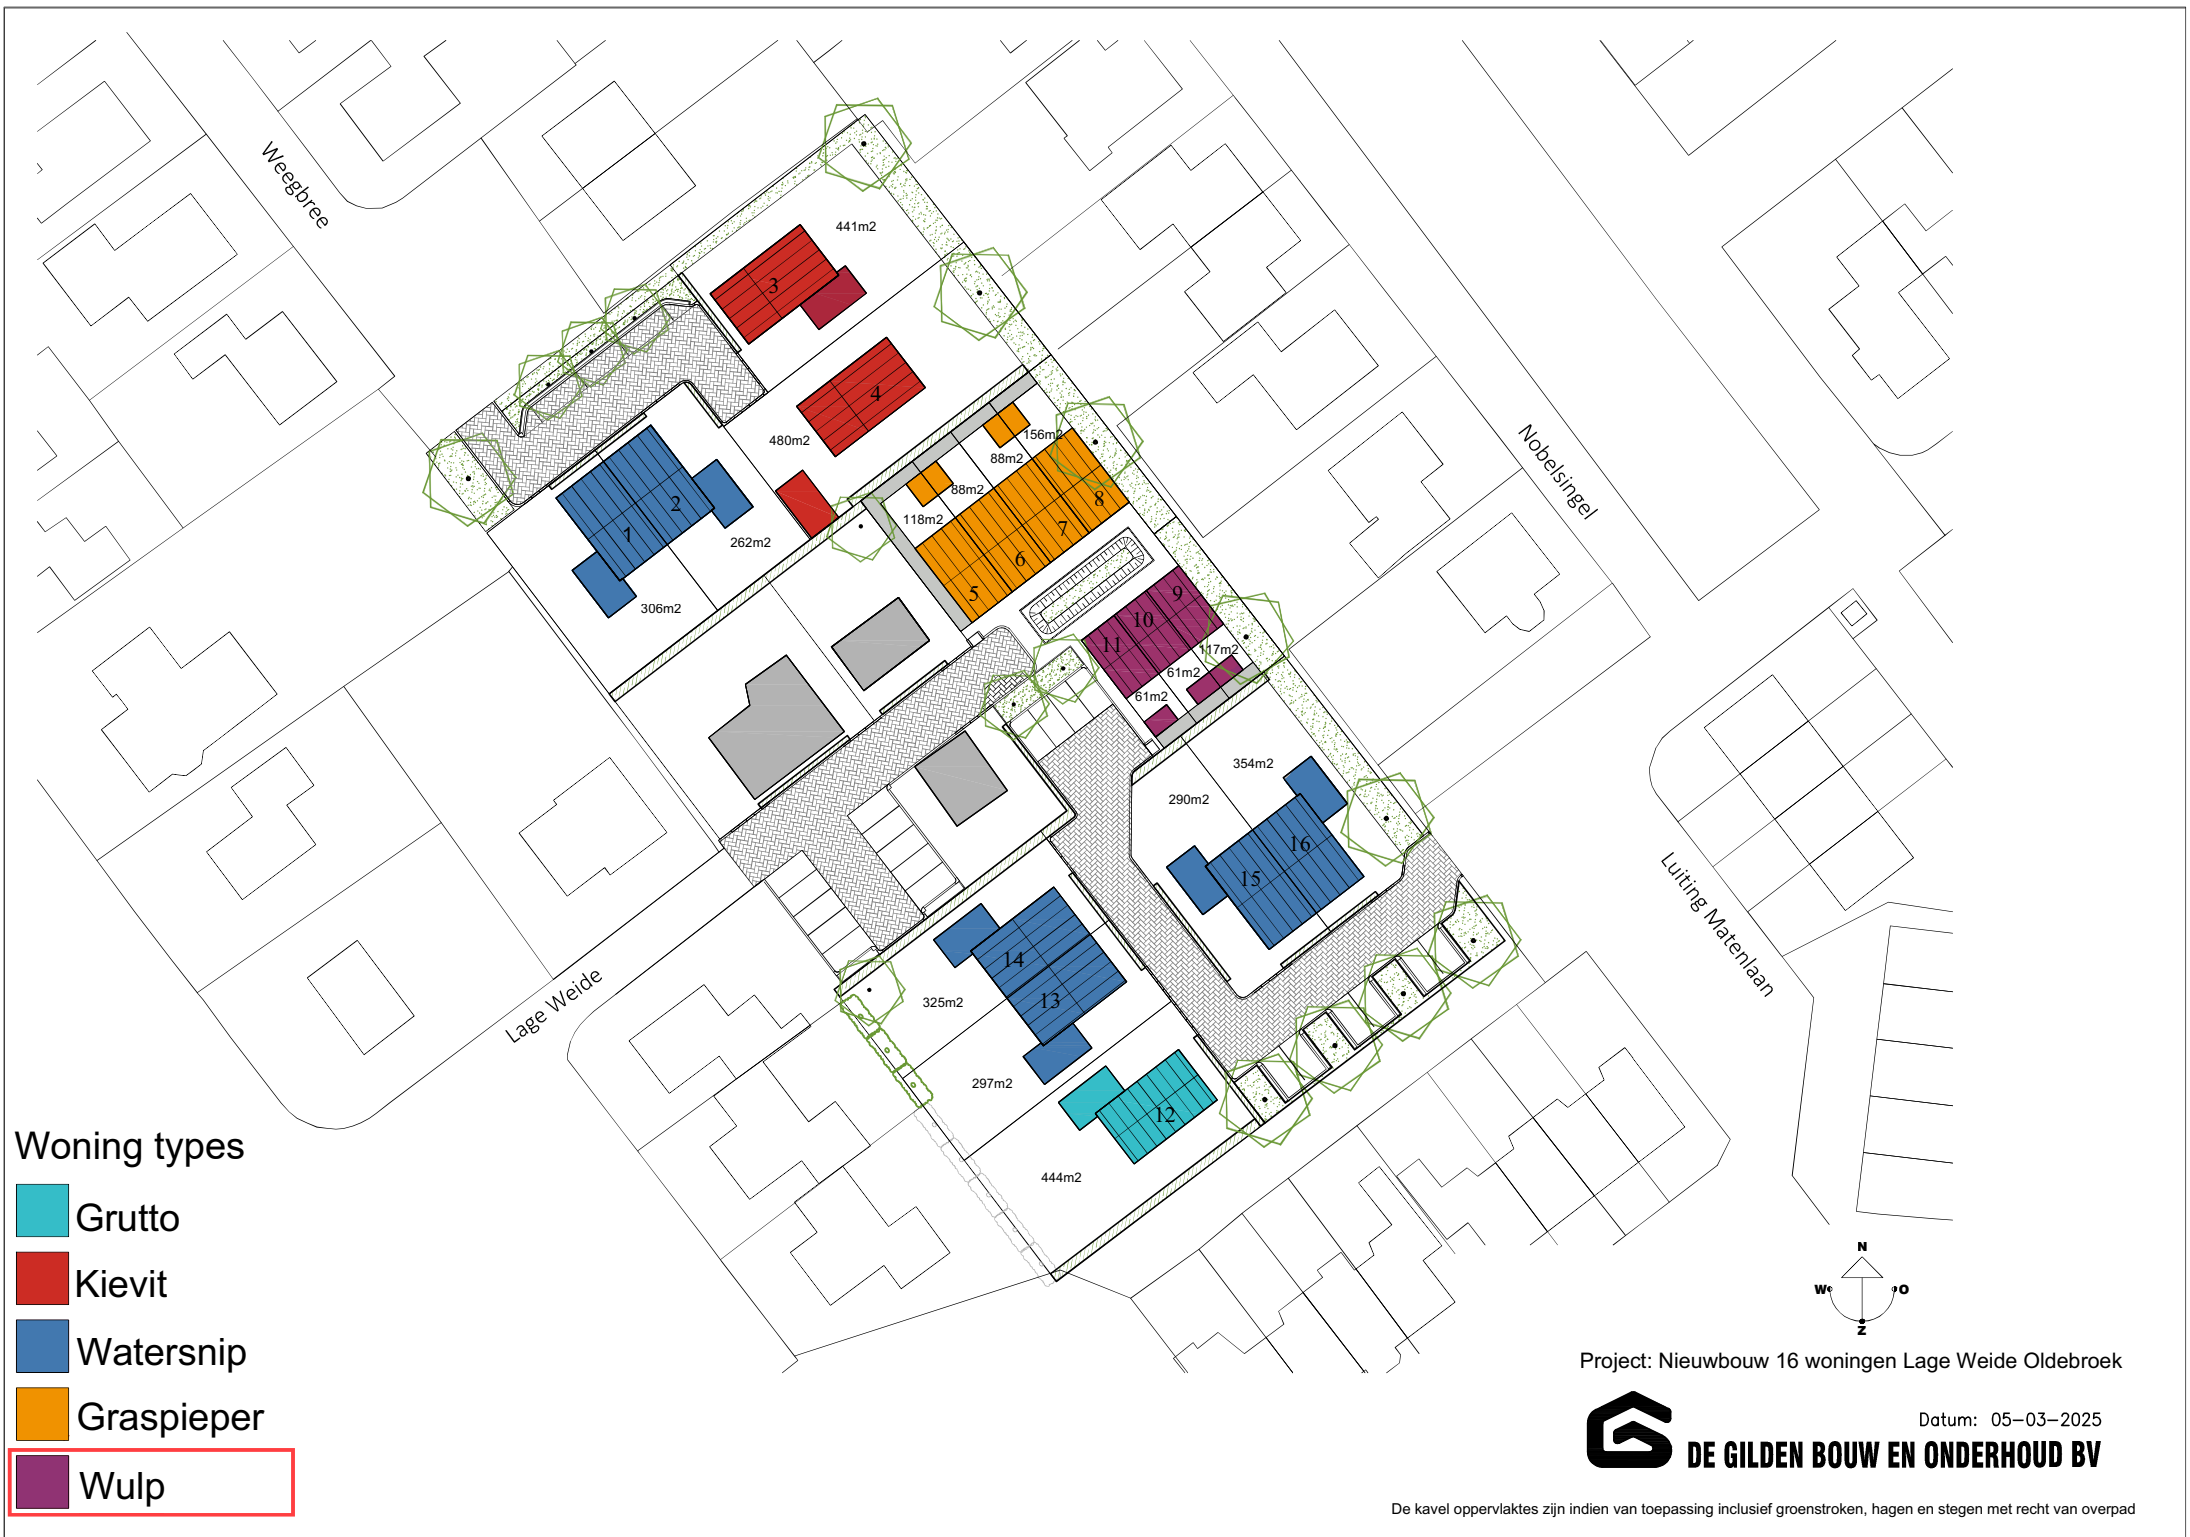 Weegbree
441m2
3
4
480m2
156m2
88m2
88m2
118m2
8
7
6
5
2
1
262m2
306m2
Nobelsingel
9
10
11
117m2
61m2
61m2
354m2
290m2
16
15
Luiting Matenlaan
14
13
325m2
297m2
Lage Weide
12
444m2
Woning types
Grutto
Kievit
Watersnip
Graspieper
Wulp
N
W
O
Z
Project: Nieuwbouw 16 woningen Lage Weide Oldebroek
Datum: 05-03-2025
DE GILDEN BOUW EN ONDERHOUD BV
De kavel oppervlaktes zijn indien van toepassing inclusief groenstroken, hagen en stegen met recht van overpad